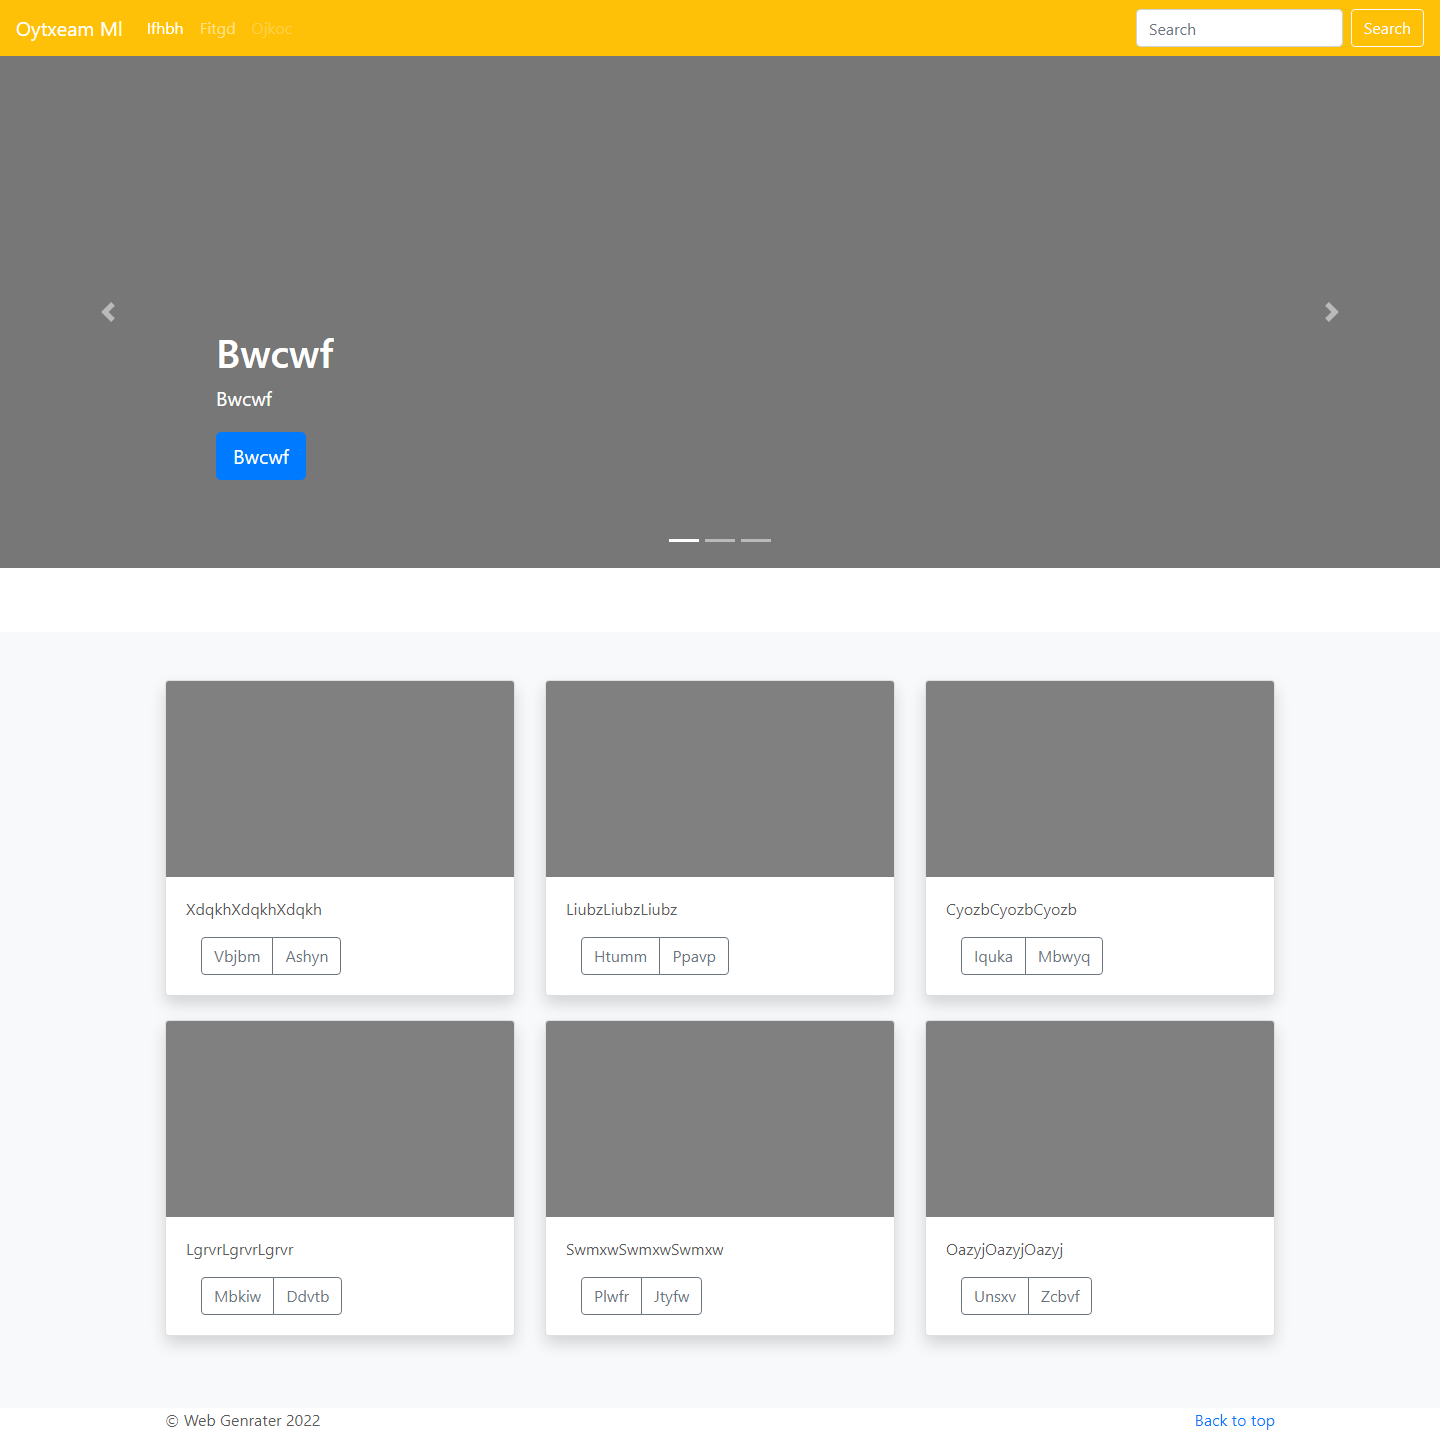 Oytxeam Ml Ifhbh Fitgd Ojkoc Search Search
Bwcwf
Bwcwf
Bwcwf
XdqkhXdqkhXdqkh LiubzLiubzLiubz CyozbCyozbCyozb
Vbjbm Ashyn Htumm Ppavp Iquka Mbwyq
LgrvrLgrvrLgrvr SwmxwSwmxwSwmxw OazyjOazyjOazyj
Mbkiw Ddvtb Plwfr Jtyfw Unsxv Zcbvf
© Web Genrater 2022 Back to top